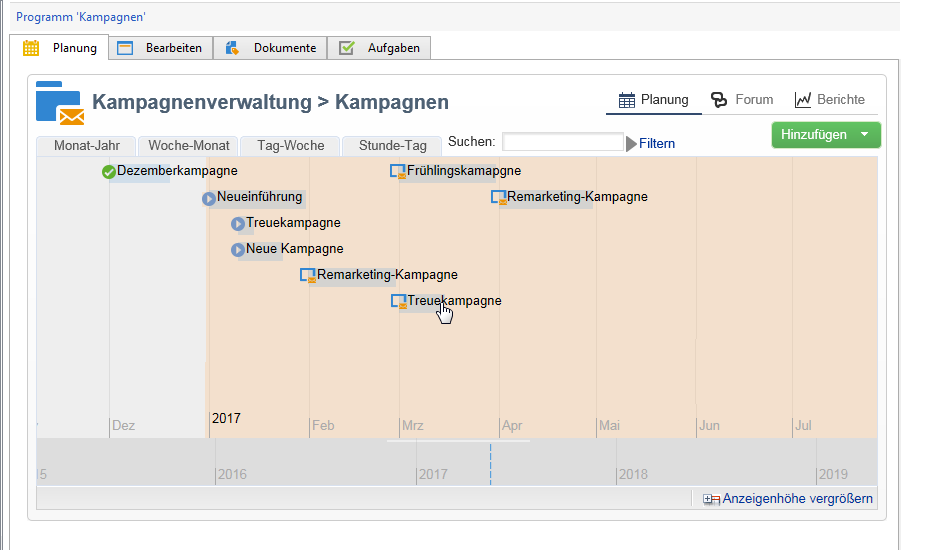 Programm 'Kampagnen'
Planung Bearbeiten Dokumente Aufgaben
Kampagnenverwaltung > Kampagnen
Planung Forum Berichte
Monat-Jahr Woche-Monat Tag-Woche Stunde-Tag Suchen: Filtern
Hinzufügen
Dezemberkampagne Frühlingskamapgne
Neueinführung Remarketing-Kampagne
Treuekampagne
Neue Kampagne
Remarketing-Kampagne
Treuekampagne
Dez 2017 Feb Mrz Apr Mai Jun Jul
5 2016 2017 2018 2019
Anzeigenhöhe vergrößern